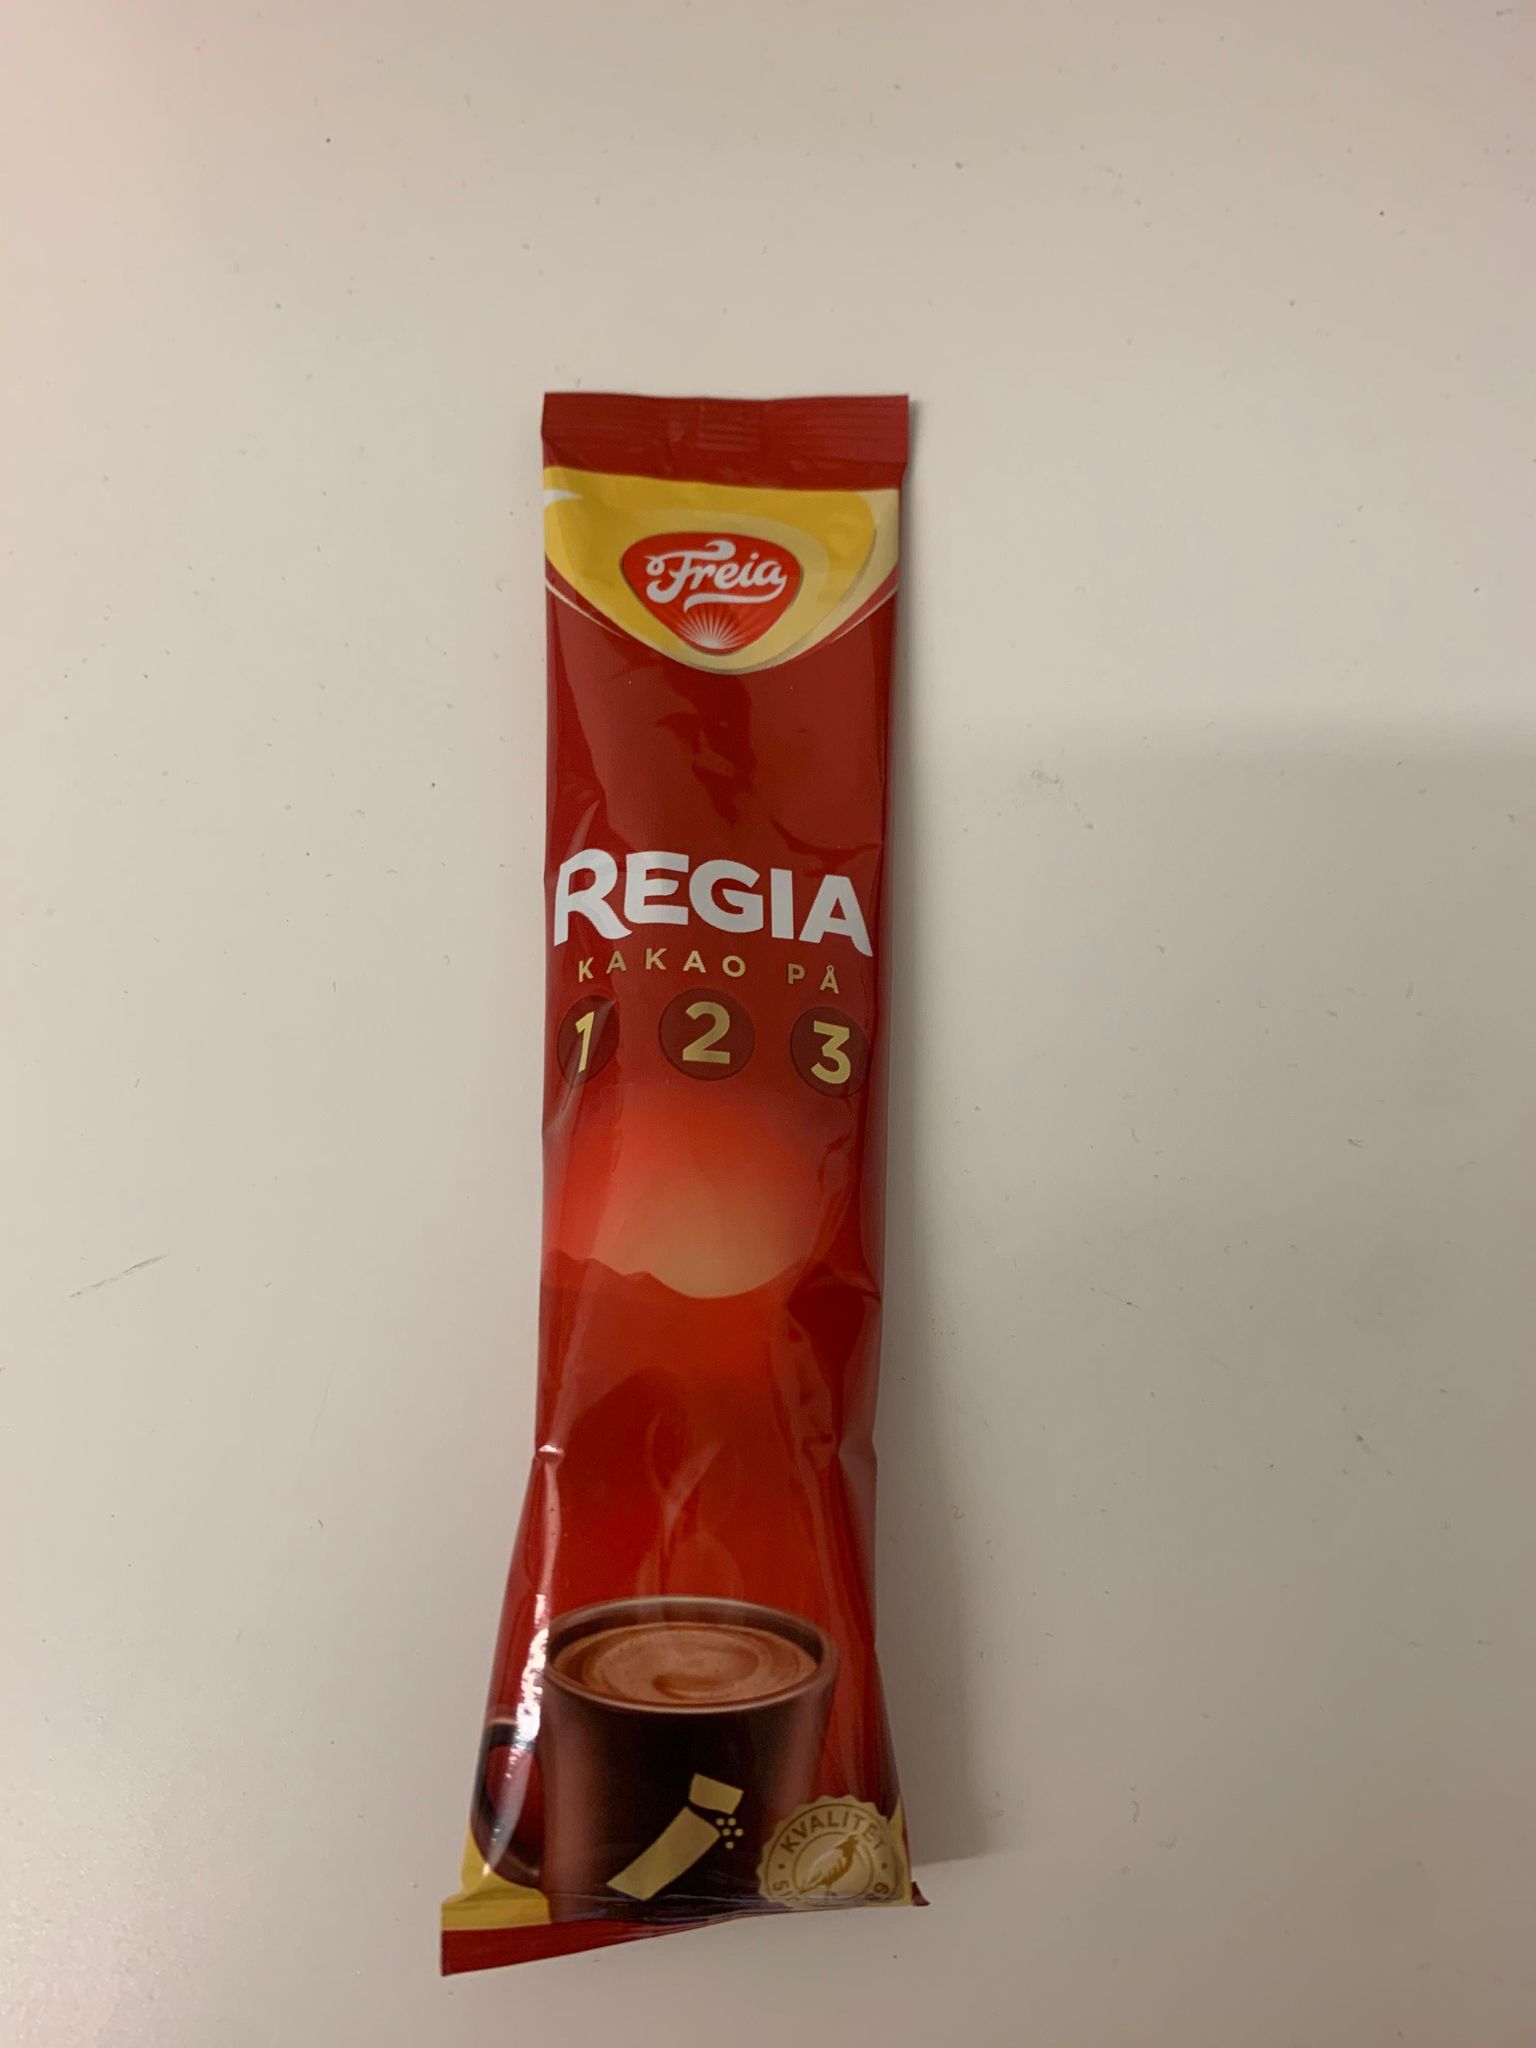 Freia
REGIA
KAKAO PÅ
1 2 3
KVALITET